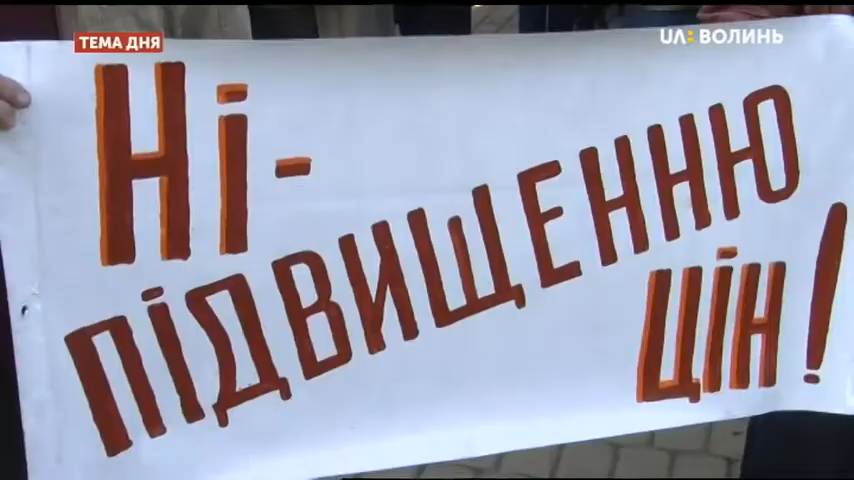 ТЕМА ДНЯ
UA: ВОЛИНЬ
Ні -
ПІДВИЩЕННЮ
ЦІН!